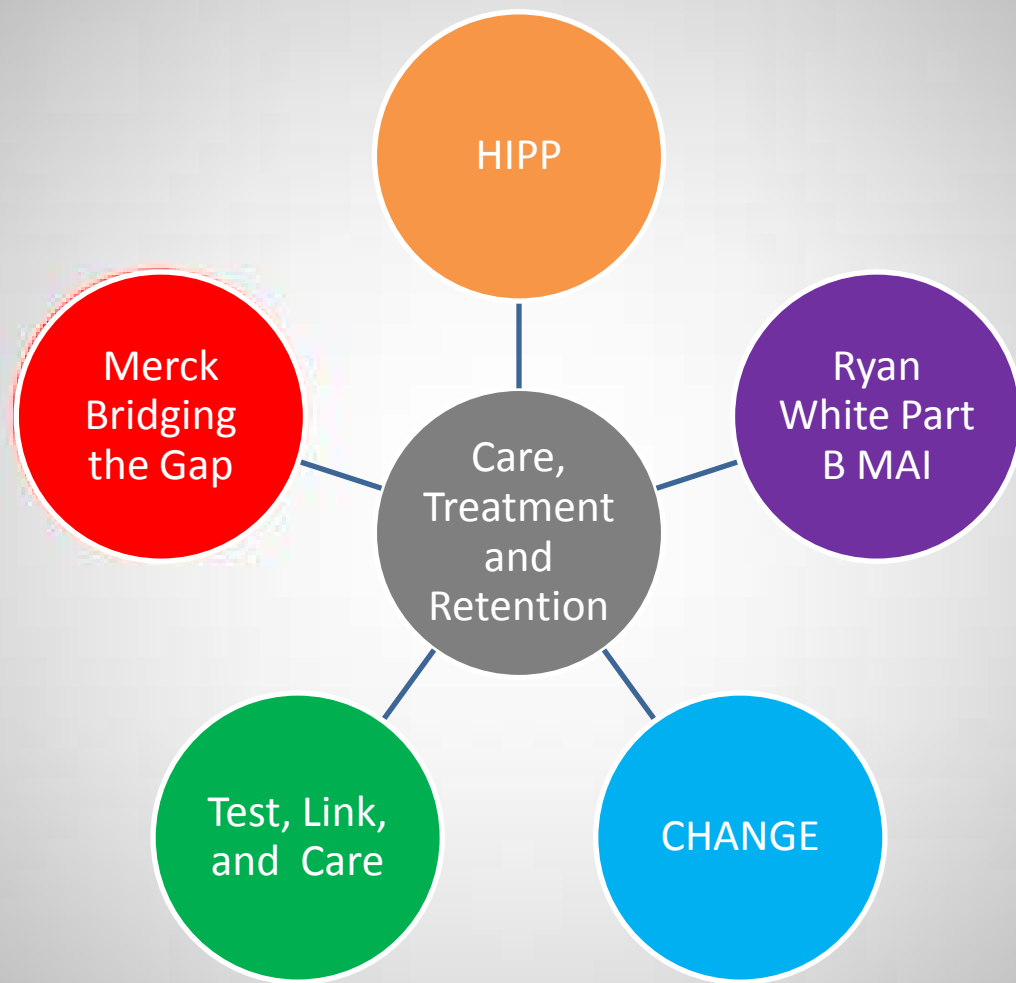 HIPP
Merck
Bridging
the Gap
Ryan
White Part
B MAI
Care,
Treatment
and
Retention
Test, Link,
and  Care
CHANGE